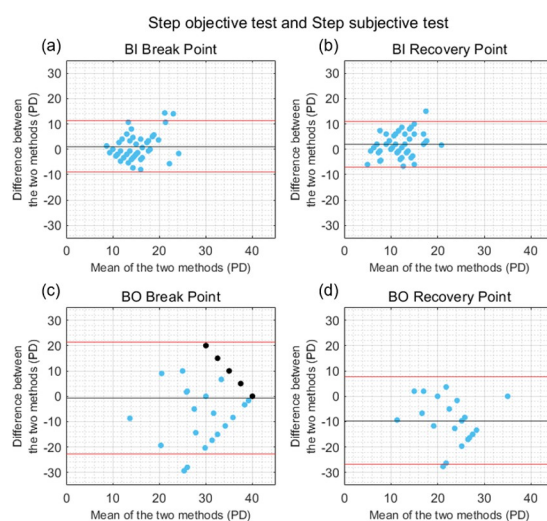 Step objective test and Step subjective test
(a)
BI Break Point
Difference between
the two methods (PD)
30
20
10
0
-10
-20
-30
0
10
20
30
40
Mean of the two methods (PD)
(b)
BI Recovery Point
Difference between
the two methods (PD)
30
20
10
0
-10
-20
-30
0
10
20
30
40
Mean of the two methods (PD)
(c)
BO Break Point
Difference between
the two methods (PD)
30
20
10
0
-10
-20
-30
0
10
20
30
40
Mean of the two methods (PD)
(d)
BO Recovery Point
Difference between
the two methods (PD)
30
20
10
0
-10
-20
-30
0
10
20
30
40
Mean of the two methods (PD)